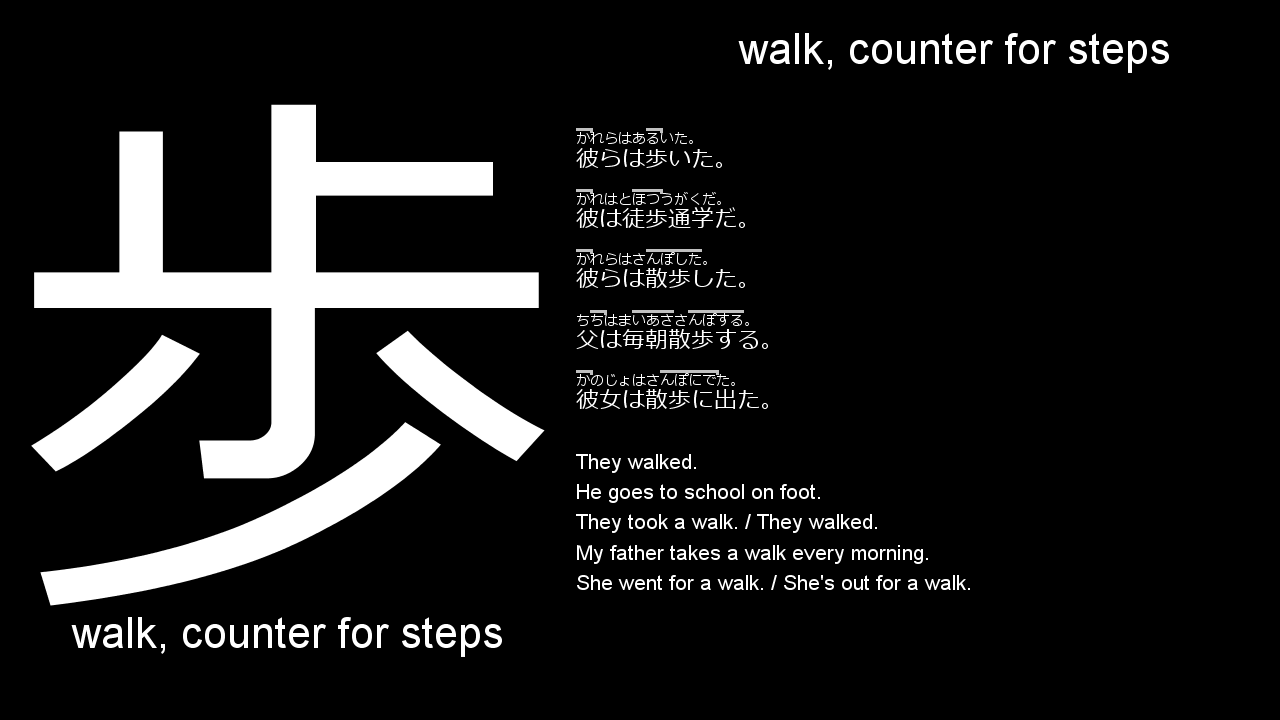 walk, counter for steps
歩
かれらはあるいた。
彼らは歩いた。
かれはとほつうがくだ。
彼は徒歩通学だ。
かれらはさんぽした。
彼らは散歩した。
ちちはまいあささんぽする。
父は毎朝散歩する。
かのじょはさんぽにでた。
彼女は散歩に出た。
They walked.
He goes to school on foot.
They took a walk. / They walked.
My father takes a walk every morning.
She went for a walk. / She's out for a walk.
walk, counter for steps